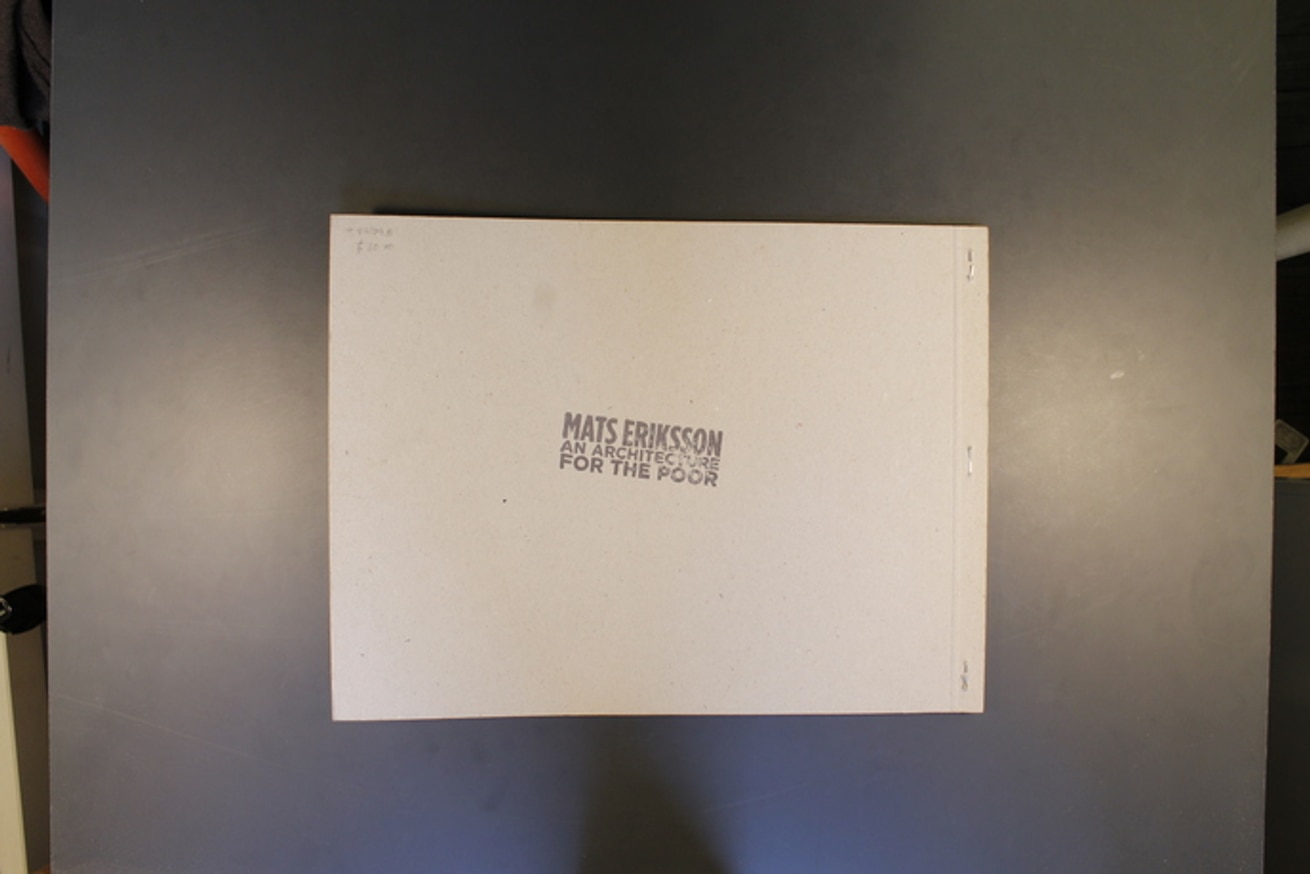 MATS ERIKSSON
AN ARCHITECTURE
FOR THE POOR